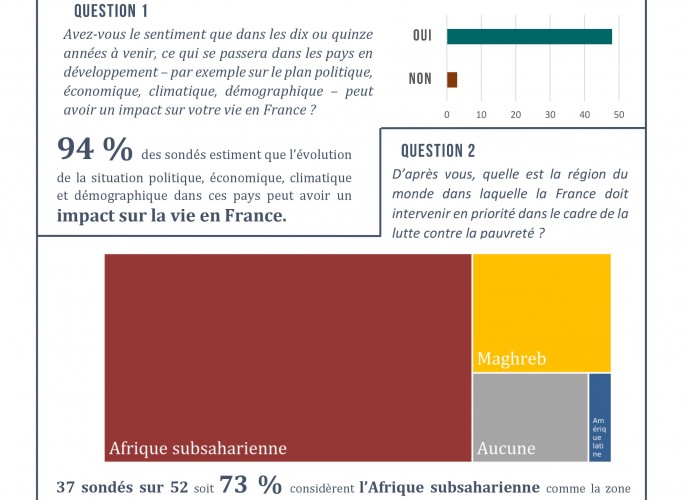 QUESTION 1
Avez-vous le sentiment que dans les dix ou quinze
années à venir, ce qui se passera dans les pays en
développement – par exemple sur le plan politique,
économique, climatique, démographique – peut
avoir un impact sur votre vie en France ?
OUI
NON
0 10 20 30 40 50
94 % des sondés estiment que l'évolution
de la situation politique, économique, climatique
et démographique dans ces pays peut avoir un
impact sur la vie en France.
QUESTION 2
D'après vous, quelle est la région du
monde dans laquelle la France doit
intervenir en priorité dans le cadre de la
lutte contre la pauvreté ?
Afrique subsaharienne
Maghreb
Aucune
Am
ériq
ue
lati
ne
37 sondés sur 52 soit 73 % considèrent l'Afrique subsaharienne comme la zone